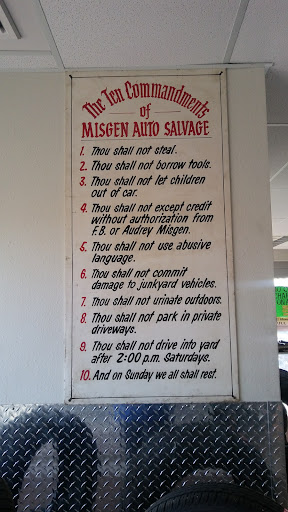 The Ten Commandments
of
MISGEN AUTO SALVAGE
1. Thou shall not steal.
2. Thou shall not borrow tools.
3. Thou shall not let children
out of car.
4. Thou shall not except credit
without authorization from
F.B. or Audrey Misgen.
5. Thou shall not use abusive
language.
6. Thou shall not commit
damage to junkyard vehicles.
7. Thou shall not urinate outdoors.
8. Thou shall not park in private
driveways.
9. Thou shall not drive into yard
after 2:00 p.m. Saturdays.
10. And on Sunday we all shall rest.